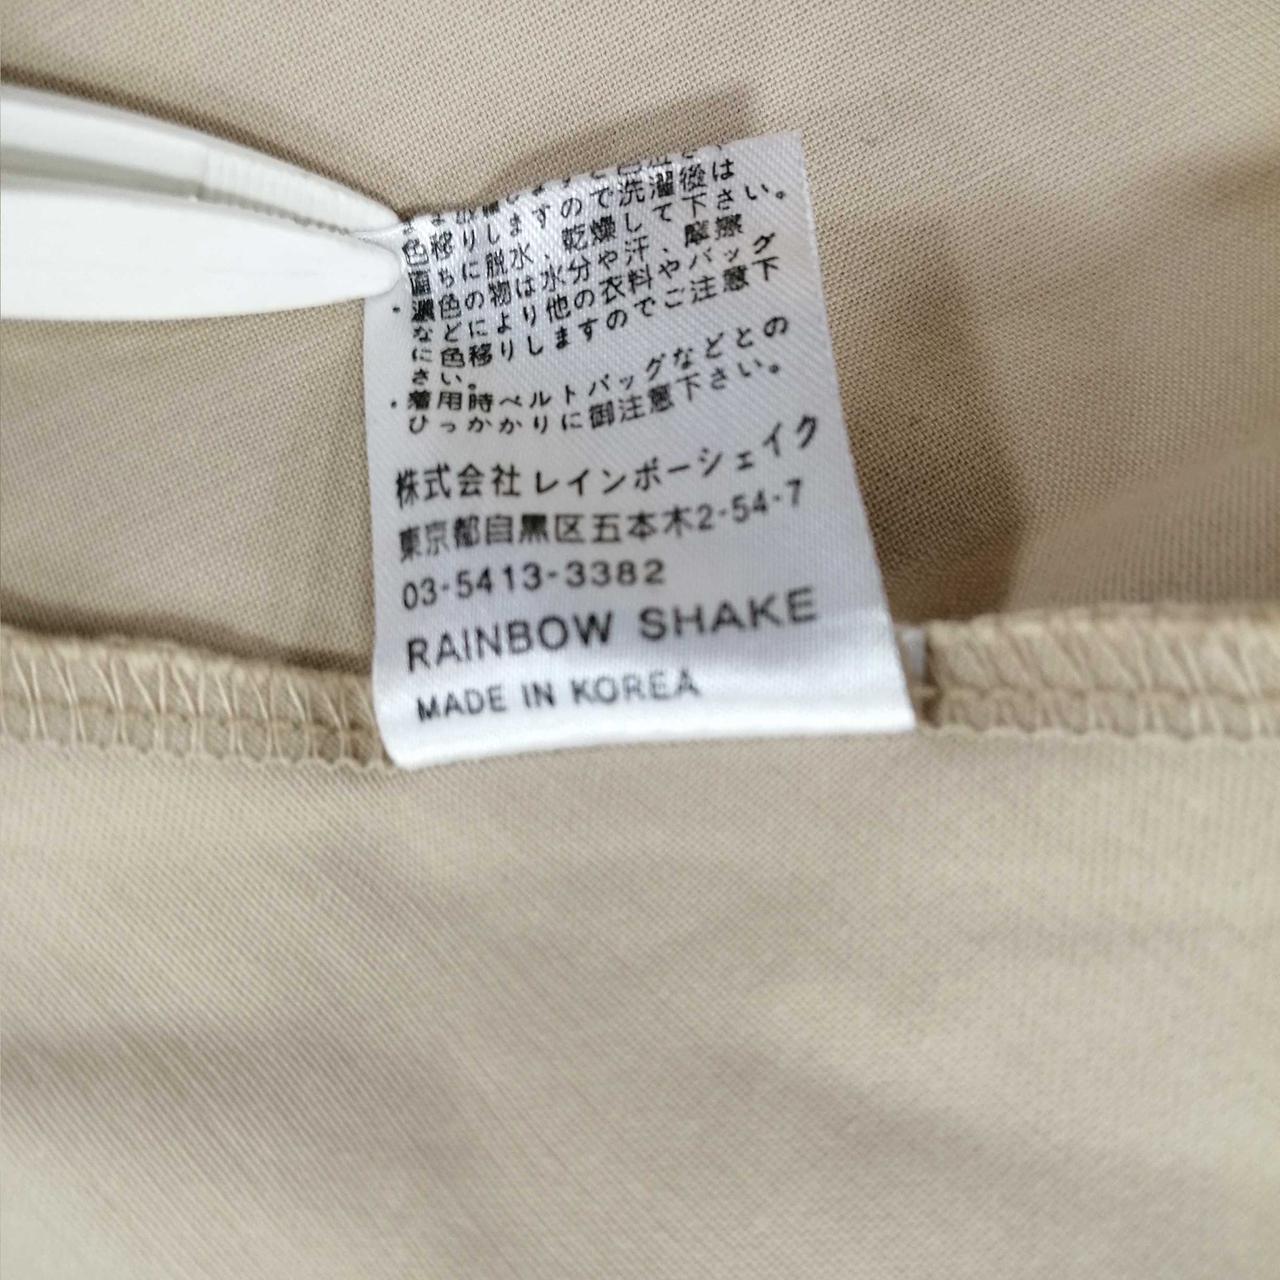 色移りしますので洗濯後は
直ちに脱水、乾燥して下さい。
・濃色の物は水分や汗、摩擦
などにより他の衣料やバッグ
に色移りしますのでご注意下
さい。
・着用時ベルトバッグなどとの
ひっかかりに御注意下さい。
株式会社レインボーシェイク
東京都目黒区五本木2-54-7
03-5413-3382
RAINBOW SHAKE
MADE IN KOREA